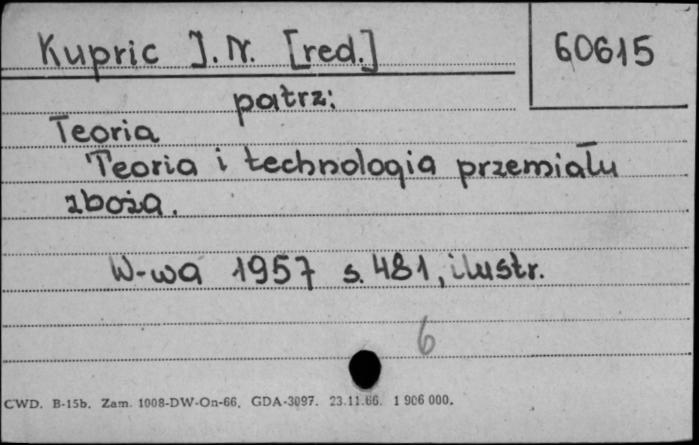 Kupric J. N. [red.]
60615
patrz:
Teoria
Teoria i technologia przemiału
zboża.
W-wa 1957 s. 481, ilustr.
6
CWD. B-15b. Zam. 1008-DW-On-66. GDA-3097. 23.11.66. 1 906 000.